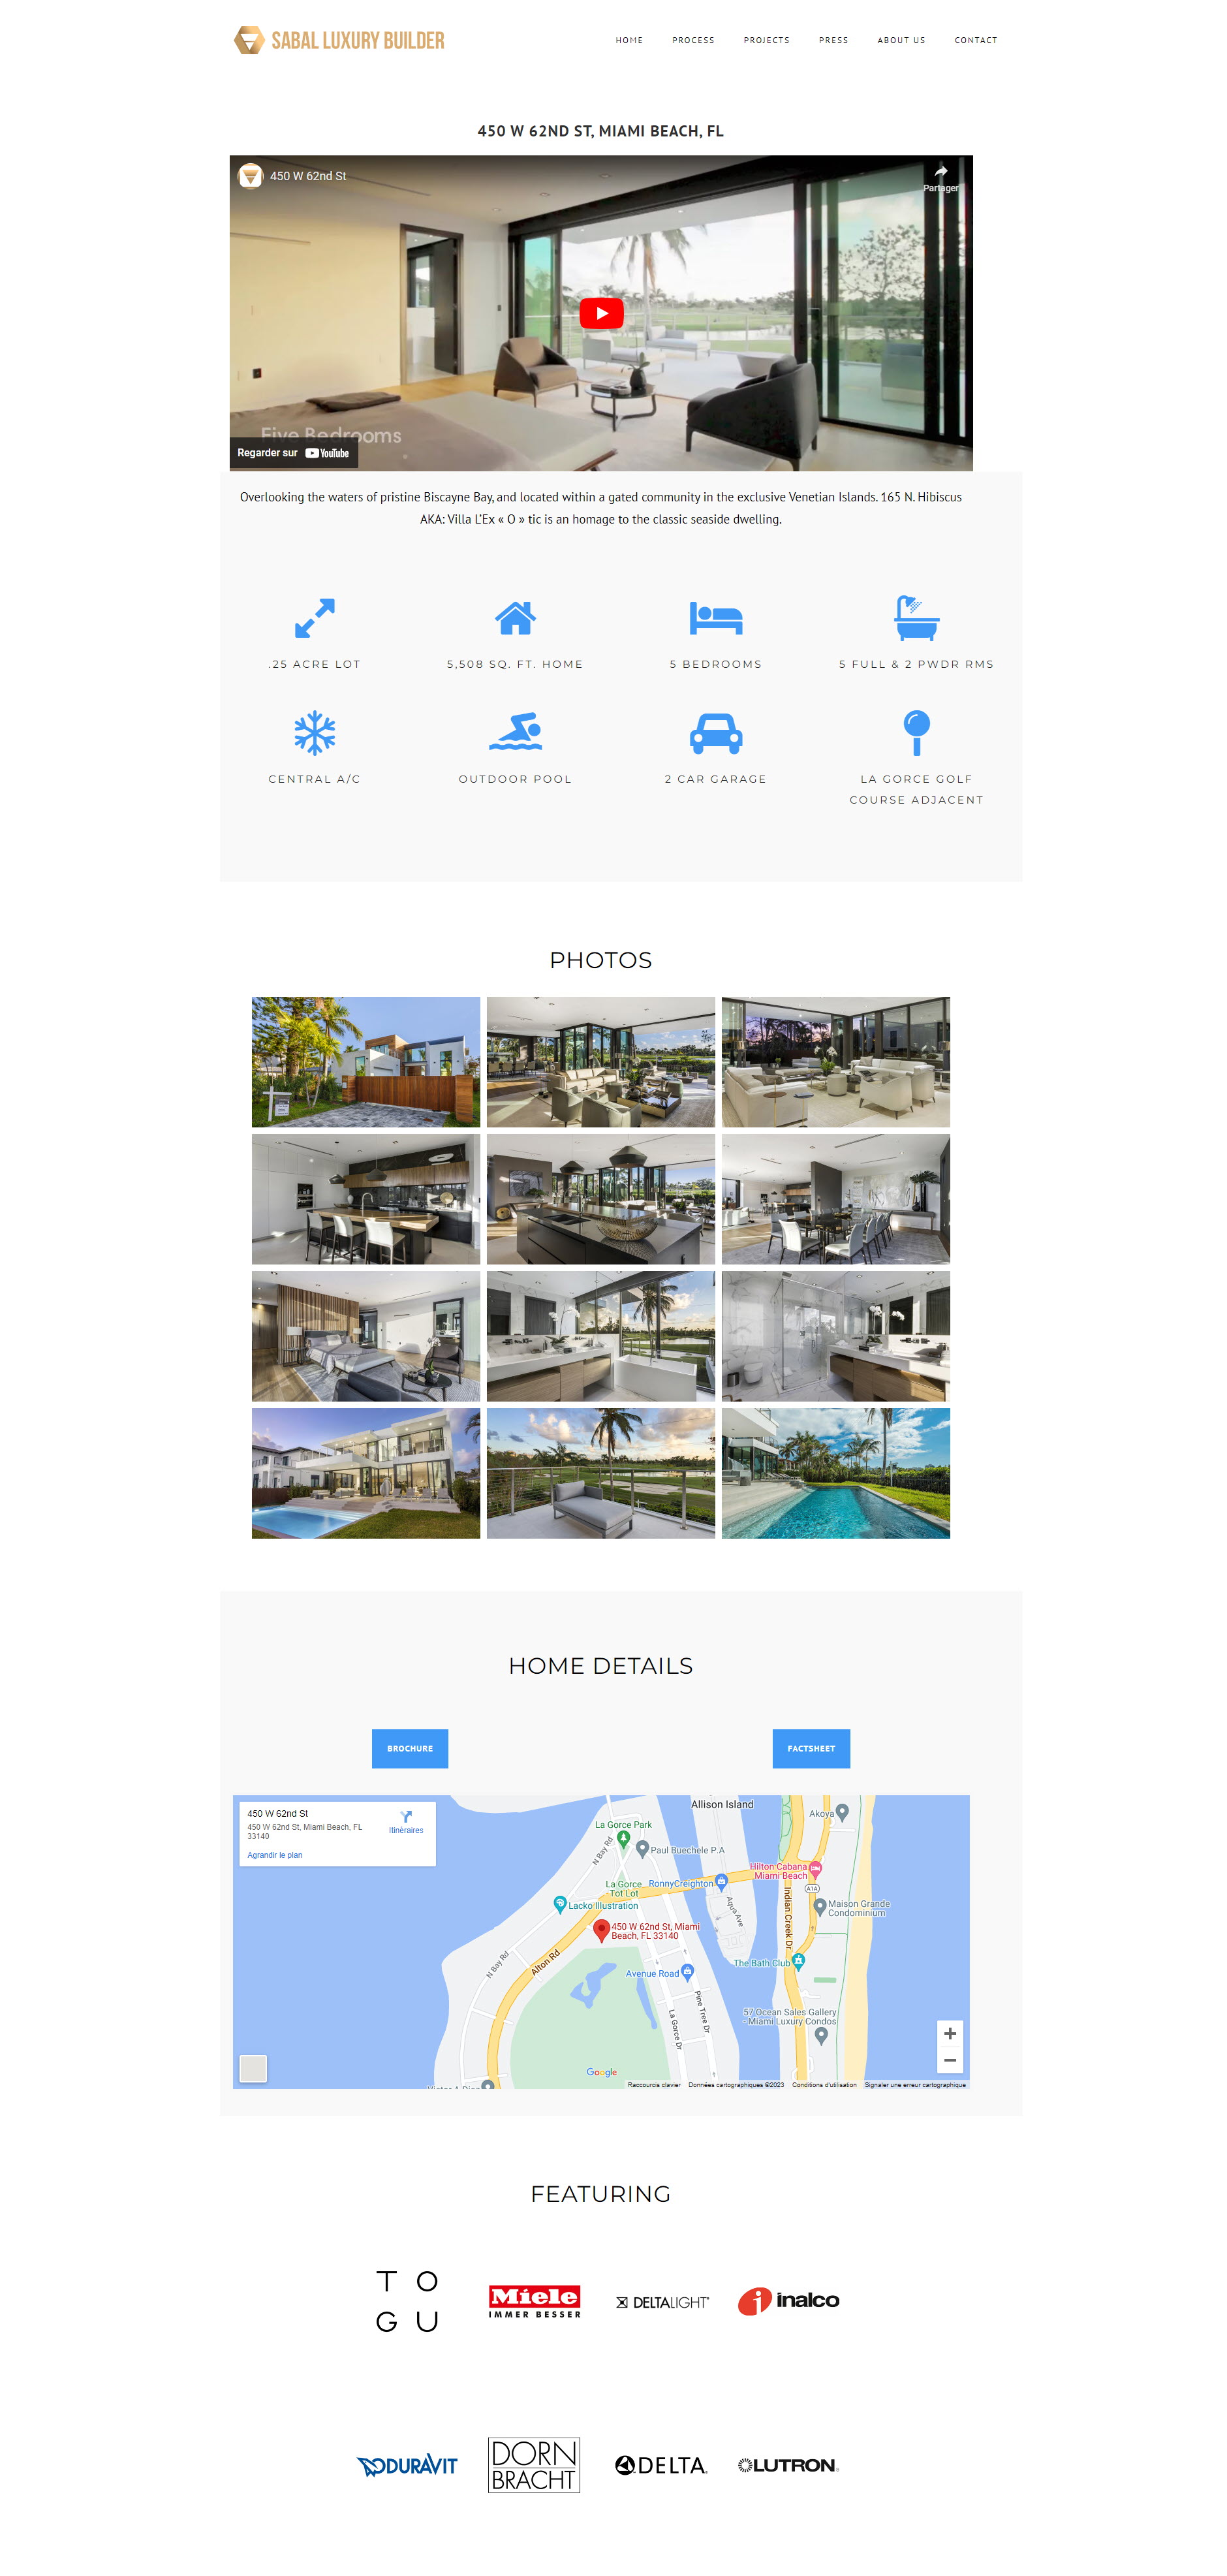 SABAL LUXURY BUILDER
HOME PROCESS PROJECTS PRESS ABOUT US CONTACT
450 W 62ND ST, MIAMI BEACH, FL
450 W 62nd St
Partager
Five Bedrooms
Regarder sur YouTube
Overlooking the waters of pristine Biscayne Bay, and located within a gated community in the exclusive Venetian Islands. 165 N. Hibiscus
AKA: Villa L'Ex « O » tic is an homage to the classic seaside dwelling.
.25 ACRE LOT
5,508 SQ. FT. HOME
5 BEDROOMS
5 FULL & 2 PWDR RMS
CENTRAL A/C
OUTDOOR POOL
2 CAR GARAGE
LA GORCE GOLF
COURSE ADJACENT
PHOTOS
HOME DETAILS
BROCHURE
FACTSHEET
450 W 62nd St
450 W 62nd St, Miami Beach, FL
33140
Itinéraires
Agrandir le plan
Allison Island
Akoya
La Gorce Park
N Bay Rd
Paul Buechele P.A
Hilton Cabana
Miami Beach
La Gorce
Tot Lot
RonnyCreighton
A1A
Lacko Illustration
Aqua Ave
Indian Creek Dr
Maison Grande
Condominium
450 W 62nd St, Miami
Beach, FL 33140
N Bay Rd
Alton Rd
The Bath Club
Avenue Road
Pine Tree Dr
La Gorce Dr
57 Ocean Sales Gallery
- Miami Luxury Condos
Google
Raccourcis clavier Données cartographiques ©2023 Conditions d'utilisation Signaler une erreur cartographique
FEATURING
TO
GU
Miele
IMMER BESSER
DELTALIGHT®
inalco
DURAVIT
DORN
BRACHT
DELTA
LUTRON